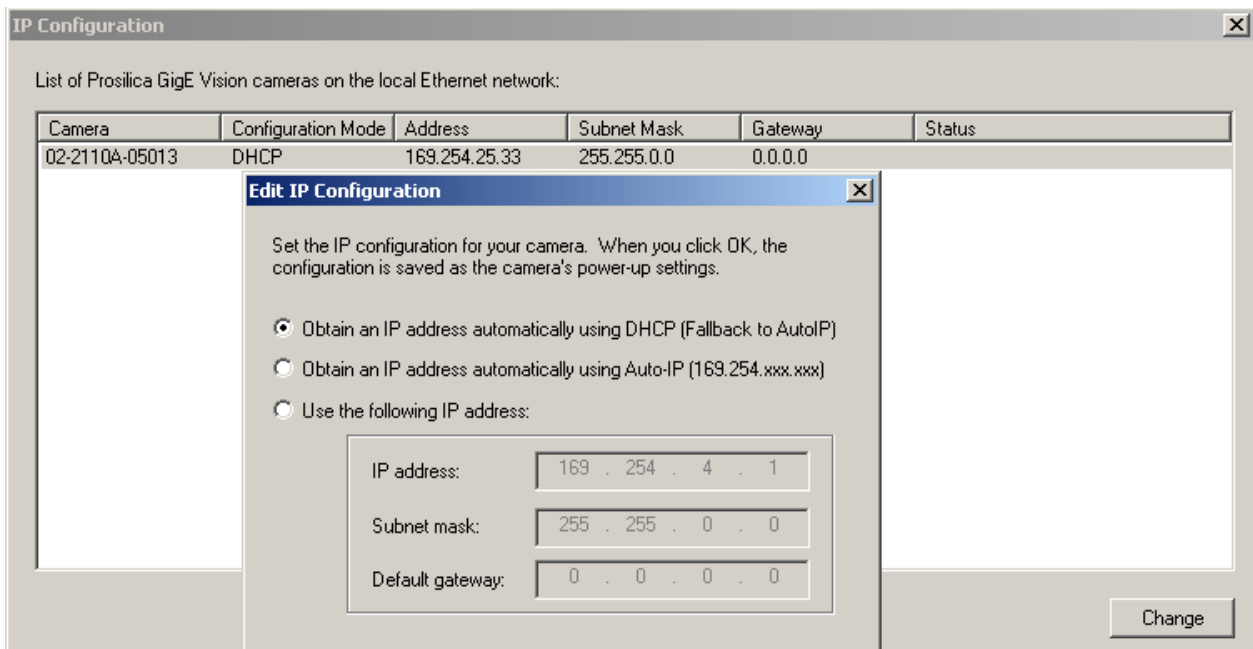 IP Configuration
List of Prosilica GigE Vision cameras on the local Ethernet network:
Camera Configuration Mode Address Subnet Mask Gateway Status
02-2110A-05013 DHCP 169.254.25.33 255.255.0.0 0.0.0.0
Edit IP Configuration
Set the IP configuration for your camera. When you click OK, the
configuration is saved as the camera's power-up settings.
Obtain an IP address automatically using DHCP (Fallback to AutoIP)
Obtain an IP address automatically using Auto-IP (169.254.xxx.xxx)
Use the following IP address:
IP address: 169 . 254 . 4 . 1
Subnet mask: 255 . 255 . 0 . 0
Default gateway: 0 . 0 . 0 . 0
Change